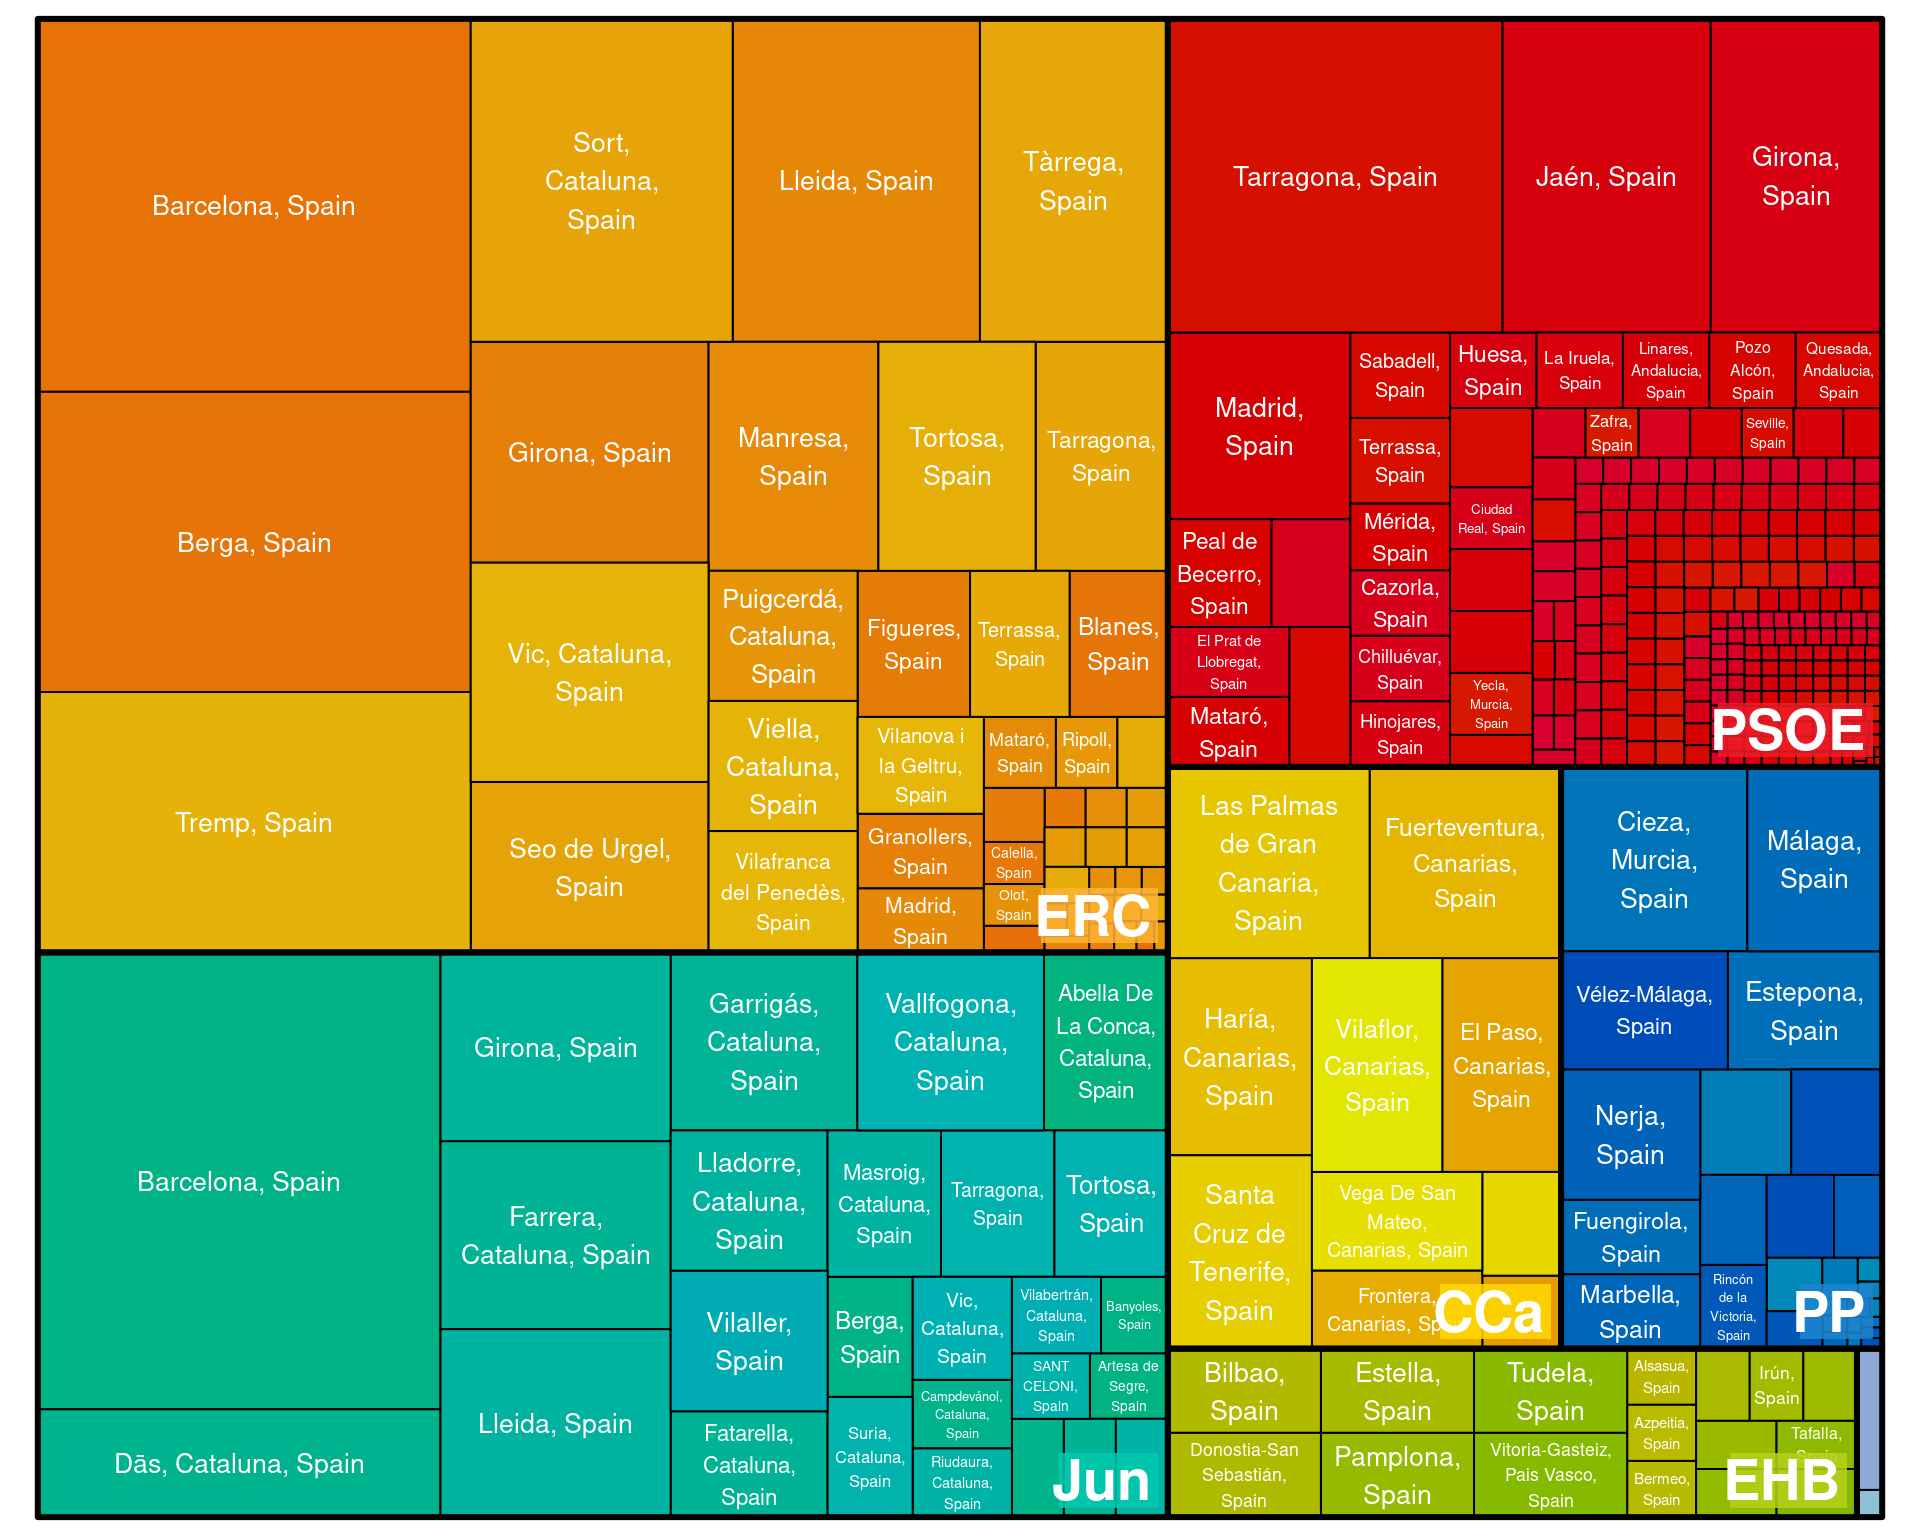 Barcelona, Spain
Berga, Spain
Tremp, Spain
Sort,
Cataluna,
Spain
Lleida, Spain
Tàrrega,
Spain
Girona, Spain
Vic, Cataluna,
Spain
Seo de Urgel,
Spain
Manresa,
Spain
Tortosa,
Spain
Tarragona,
Spain
Puigcerdá,
Cataluna,
Spain
Viella,
Cataluna,
Spain
Vilafranca
del Penedès,
Spain
Figueres,
Spain
Terrassa,
Spain
Blanes,
Spain
Vilanova i
la Geltru,
Spain
Granollers,
Spain
Madrid,
Spain
Mataró,
Spain
Ripoll,
Spain
Calella,
Spain
Olot,
Spain
ERC
Tarragona, Spain
Jaén, Spain
Girona,
Spain
Madrid,
Spain
Peal de
Becerro,
Spain
El Prat de
Llobregat,
Spain
Mataró,
Spain
Sabadell,
Spain
Terrassa,
Spain
Mérida,
Spain
Cazorla,
Spain
Chilluévar,
Spain
Hinojares,
Spain
Huesa,
Spain
La Iruela,
Spain
Linares,
Andalucia,
Spain
Pozo
Alcón,
Spain
Quesada,
Andalucia,
Spain
Zafra,
Spain
Seville,
Spain
Ciudad
Real, Spain
Yecla,
Murcia,
Spain
PSOE
Barcelona, Spain
Dās, Cataluna, Spain
Girona, Spain
Farrera,
Cataluna, Spain
Lleida, Spain
Garrigás,
Cataluna,
Spain
Vallfogona,
Cataluna,
Spain
Abella De
La Conca,
Cataluna,
Spain
Lladorre,
Cataluna,
Spain
Vilaller,
Spain
Fatarella,
Cataluna,
Spain
Masroig,
Cataluna,
Spain
Tarragona,
Spain
Tortosa,
Spain
Berga,
Spain
Suria,
Cataluna,
Spain
Vic,
Cataluna,
Spain
Campdevánol,
Cataluna,
Spain
Riudaura,
Cataluna,
Spain
Vilabertrán,
Cataluna,
Spain
Banyoles,
Spain
SANT
CELONI,
Spain
Artesa de
Segre,
Spain
Jun
Las Palmas
de Gran
Canaria,
Spain
Fuerteventura,
Canarias,
Spain
Haría,
Canarias,
Spain
Santa
Cruz de
Tenerife,
Spain
Vilaflor,
Canarias,
Spain
El Paso,
Canarias,
Spain
Vega De San
Mateo,
Canarias, Spain
Frontera,
Canarias, Spain
CCa
Cieza,
Murcia,
Spain
Málaga,
Spain
Vélez-Málaga,
Spain
Estepona,
Spain
Nerja,
Spain
Fuengirola,
Spain
Marbella,
Spain
Rincón
de la
Victoria,
Spain
PP
Bilbao,
Spain
Donostia-San
Sebastián,
Spain
Estella,
Spain
Pamplona,
Spain
Tudela,
Spain
Vitoria-Gasteiz,
Pais Vasco,
Spain
Alsasua,
Spain
Azpeitia,
Spain
Bermeo,
Spain
Irún,
Spain
Tafalla,
Spain
EHB